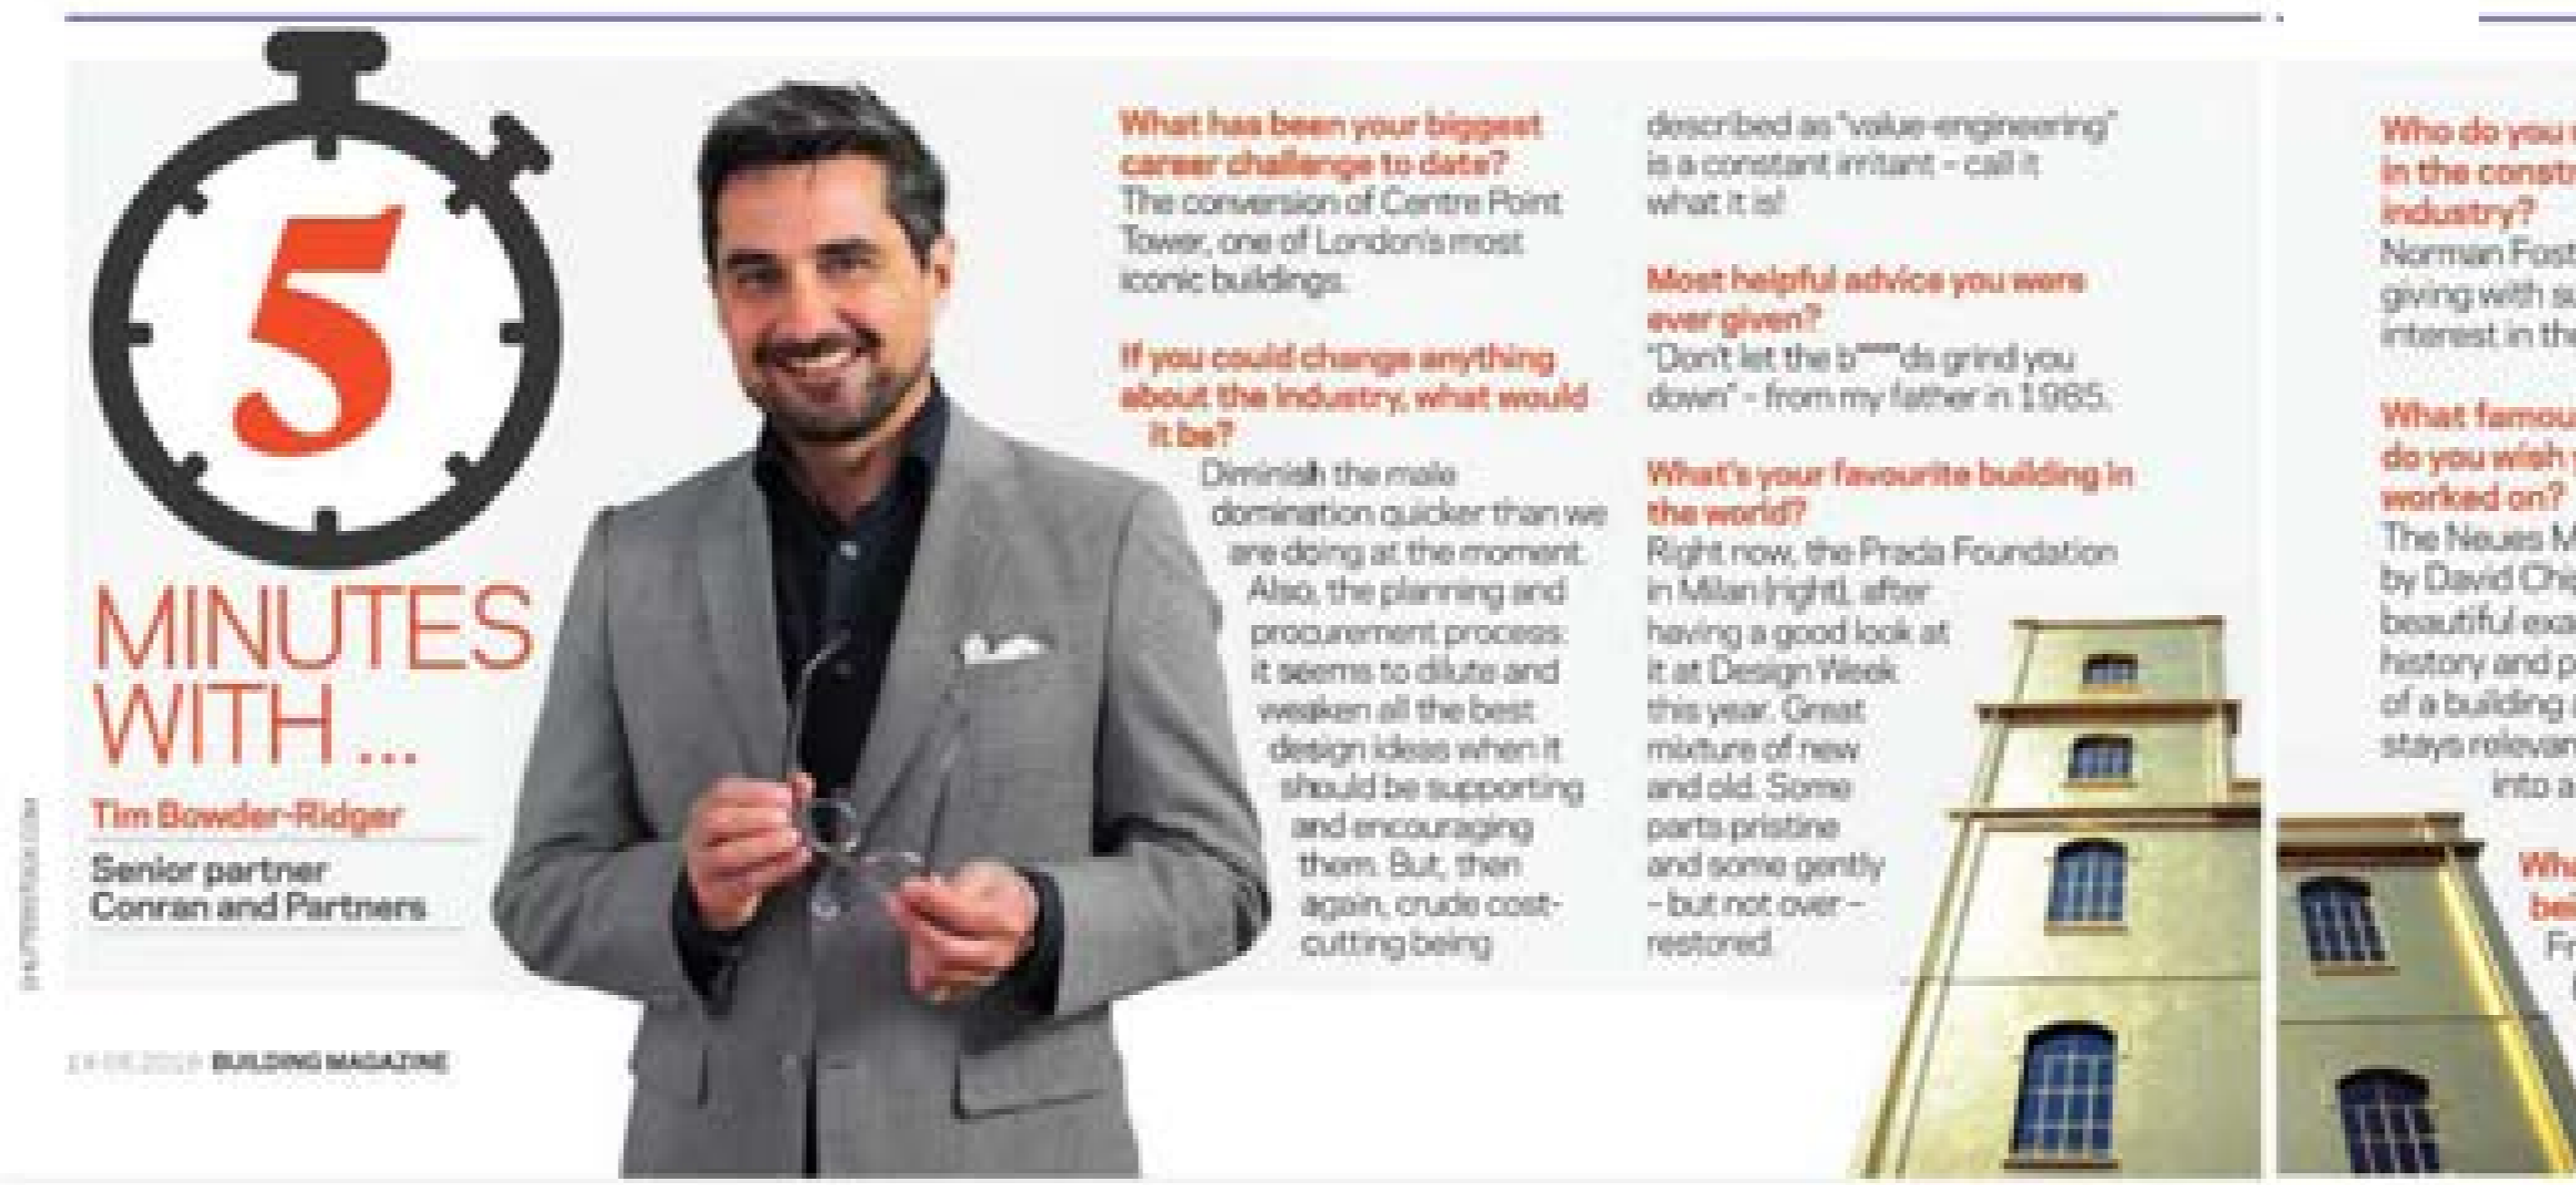 5
MINUTES
WITH ...
Tim Bowder-Ridger
Senior partner
Conran and Partners
BUILDING MAGAZINE
What has been your biggest
career challenge to date?
The conversion of Centre Point
Tower, one of London's most
iconic buildings.
If you could change anything
about the industry, what would
it be?
Diminish the male
domination quicker than we
are doing at the moment.
Also, the planning and
procurement process:
it seems to dilute and
weaken all the best
design ideas when it
should be supporting
and encouraging
them. But, then
again, crude cost-
cutting being
described as "value-engineering"
is a constant irritant – call it
what it is!
Most helpful advice you were
ever given?
"Don't let the b****ds grind you
down" – from my father in 1985.
What's your favourite building in
the world?
Right now, the Prada Foundation
in Milan (right), after
having a good look at
it at Design Week
this year. Great
mixture of new
and old. Some
parts pristine
and some gently
– but not over –
restored.
Who do you
in the constr
industry?
Norman Fost
giving with su
interest in the
What famou
do you wish
worked on?
The Neues M
by David Chi
beautiful exa
history and p
of a building
stays relevan
into a
Wha
be
Fr